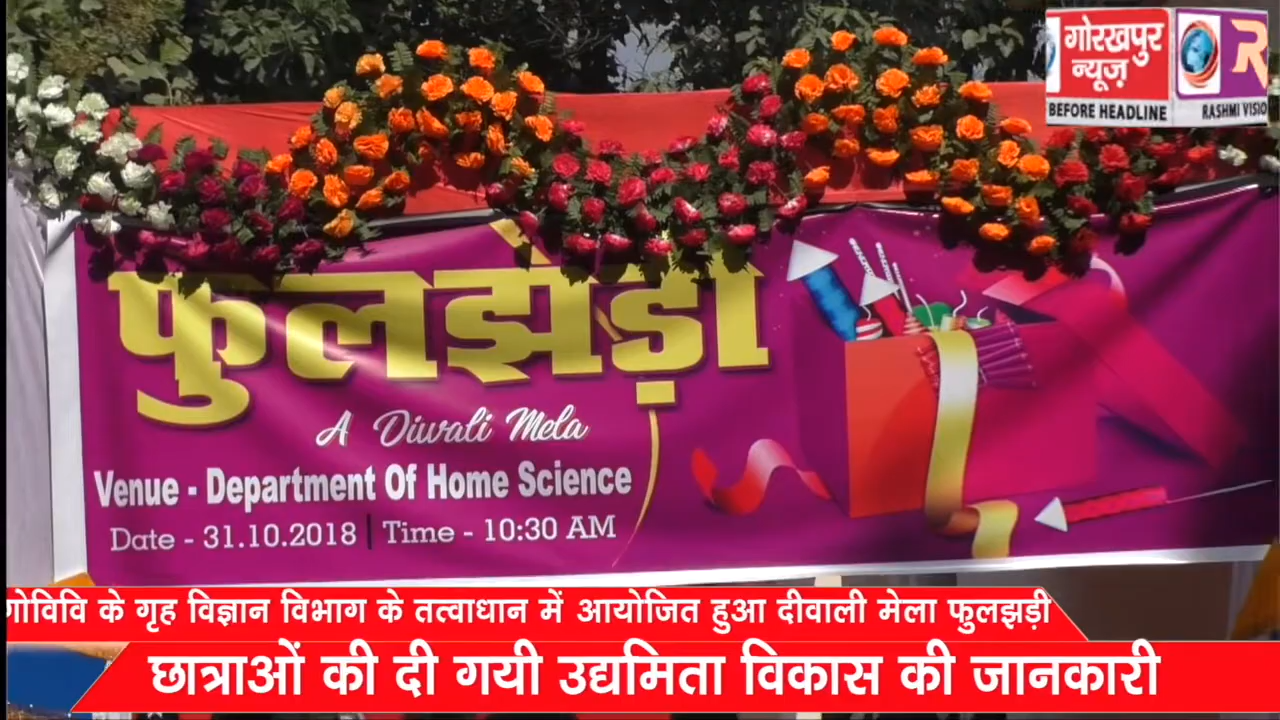 गोरखपुर
न्यूज़
BEFORE HEADLINE
R
RASHMI VISIO
फुलझड़ी
A Diwali Mela
Venue - Department Of Home Science
Date - 31.10.2018 | Time - 10:30 AM
गोविवि के गृह विज्ञान विभाग के तत्वाधान में आयोजित हुआ दीवाली मेला फुलझड़ी
छात्राओं की दी गयी उद्यमिता विकास की जानकारी